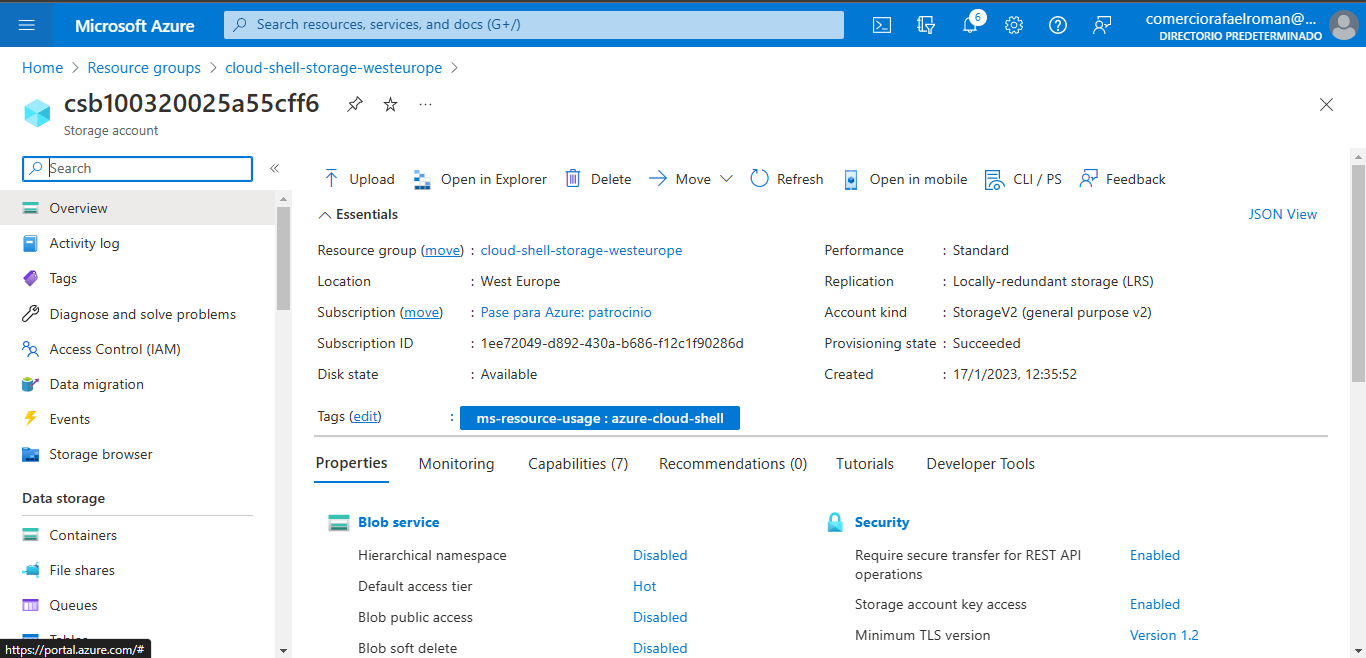 Microsoft Azure
Search resources, services, and docs (G+/)
6
comerciorafaelroman@...
DIRECTORIO PREDETERMINADO
Home > Resource groups > cloud-shell-storage-westeurope >
csb100320025a55cff6
...
Storage account
Search
«
Overview
Activity log
Tags
Diagnose and solve problems
Access Control (IAM)
Data migration
Events
Storage browser
Data storage
Containers
File shares
Queues
Tables
https://portal.azure.com/#
Upload Open in Explorer Delete Move Refresh Open in mobile CLI / PS Feedback
Essentials
JSON View
Resource group (move) : cloud-shell-storage-westeurope
Location : West Europe
Subscription (move) : Pase para Azure: patrocinio
Subscription ID : 1ee72049-d892-430a-b686-f12c1f90286d
Disk state : Available
Performance : Standard
Replication : Locally-redundant storage (LRS)
Account kind : StorageV2 (general purpose v2)
Provisioning state : Succeeded
Created : 17/1/2023, 12:35:52
Tags (edit) : ms-resource-usage : azure-cloud-shell
Properties Monitoring Capabilities (7) Recommendations (0) Tutorials Developer Tools
Blob service
Hierarchical namespace Disabled
Default access tier Hot
Blob public access Disabled
Blob soft delete Disabled
Security
Require secure transfer for REST API Enabled
operations
Storage account key access Enabled
Minimum TLS version Version 1.2